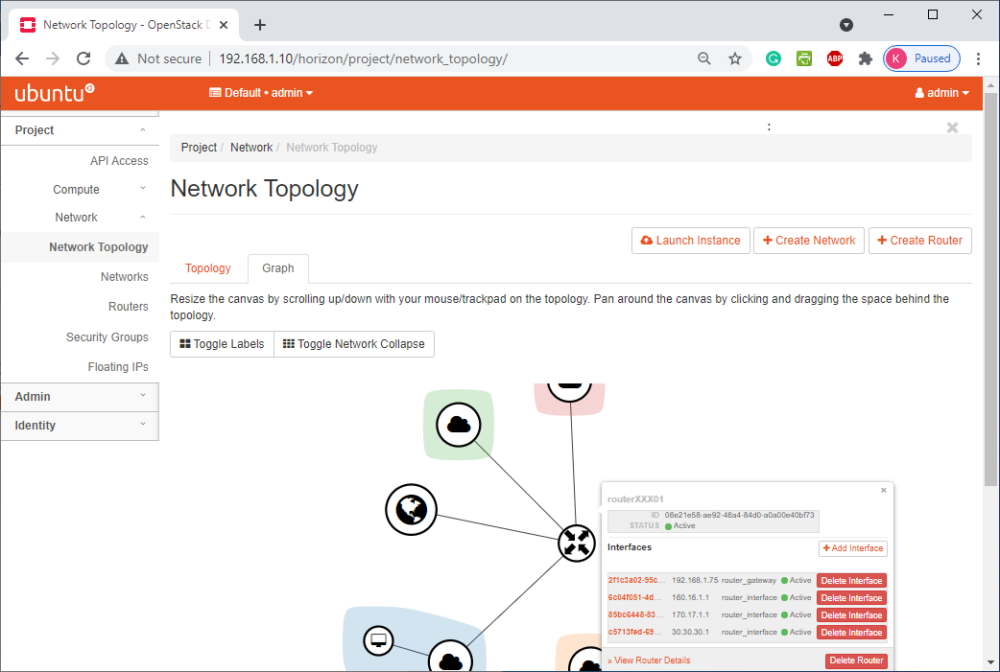 Network Topology - OpenStack D
Not secure 192.168.1.10/horizon/project/network_topology/
ABP
K Paused
ubuntu
Default • admin
admin
Project
API Access
Compute
Network
Network Topology
Networks
Routers
Security Groups
Floating IPs
Admin
Identity
:
Project / Network / Network Topology
Network Topology
Launch Instance
+ Create Network
+ Create Router
Topology
Graph
Resize the canvas by scrolling up/down with your mouse/trackpad on the topology. Pan around the canvas by clicking and dragging the space behind the
topology.
Toggle Labels
Toggle Network Collapse
routerXXX01
ID 06e21e58-ae92-46a4-84d0-a0a00e40bf73
STATUS Active
Interfaces
+ Add Interface
2f1c3a02-95c... 192.168.1.75 router_gateway Active Delete Interface
6c04f051-4d... 160.16.1.1 router_interface Active Delete Interface
85bc6448-83... 170.17.1.1 router_interface Active Delete Interface
c5713fed-69... 30.30.30.1 router_interface Active Delete Interface
» View Router Details
Delete Router